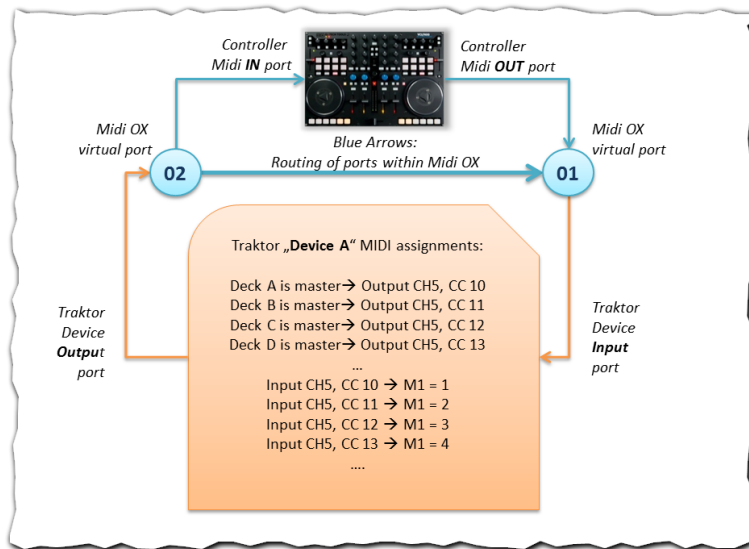 Controller
Midi IN port
Controller
Midi OUT port
Midi OX
virtual port
Blue Arrows:
Routing of ports within Midi OX
Midi OX
virtual port
02
01
Traktor „Device A“ MIDI assignments:
Deck A is master→ Output CH5, CC 10
Deck B is master→ Output CH5, CC 11
Deck C is master→ Output CH5, CC 12
Deck D is master→ Output CH5, CC 13
...
Input CH5, CC 10 → M1 = 1
Input CH5, CC 11 → M1 = 2
Input CH5, CC 12 → M1 = 3
Input CH5, CC 13 → M1 = 4
....
Traktor
Device
Output
port
Traktor
Device
Input
port